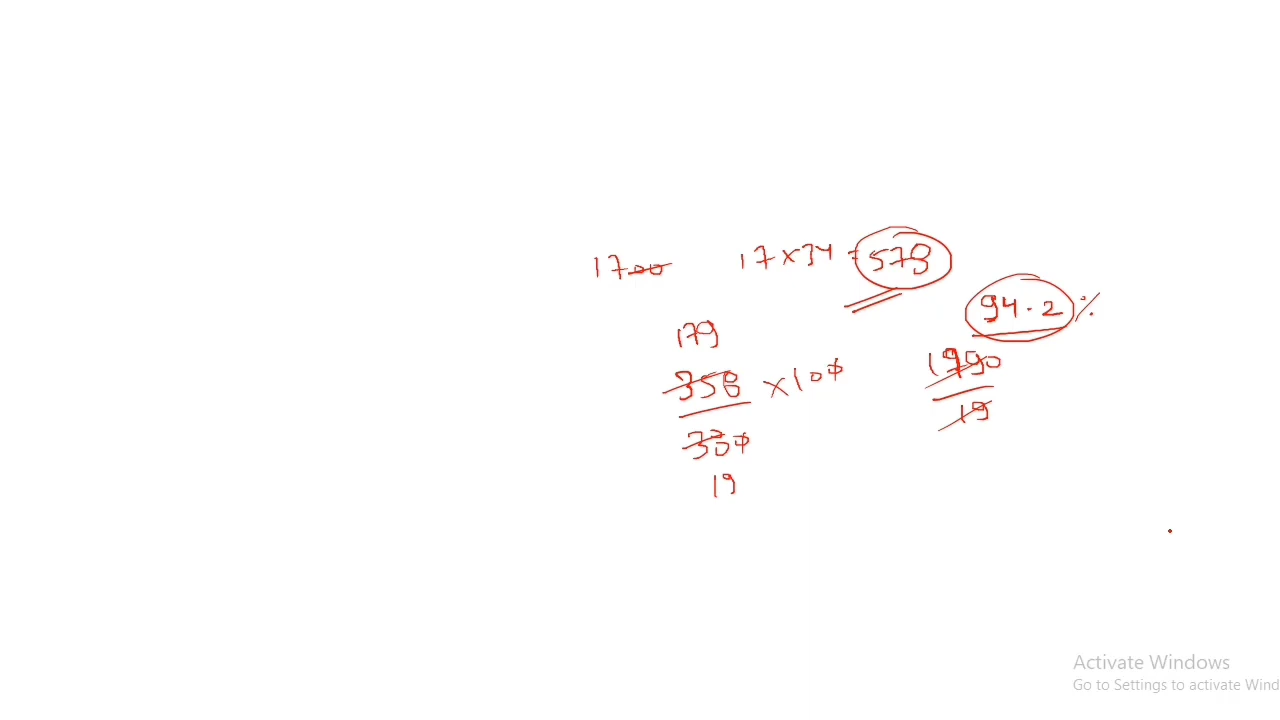 1700 17 x 34 = 578
94.2 %
179
358 x 100
1790
380
19
19
Activate Windows
Go to Settings to activate Wind